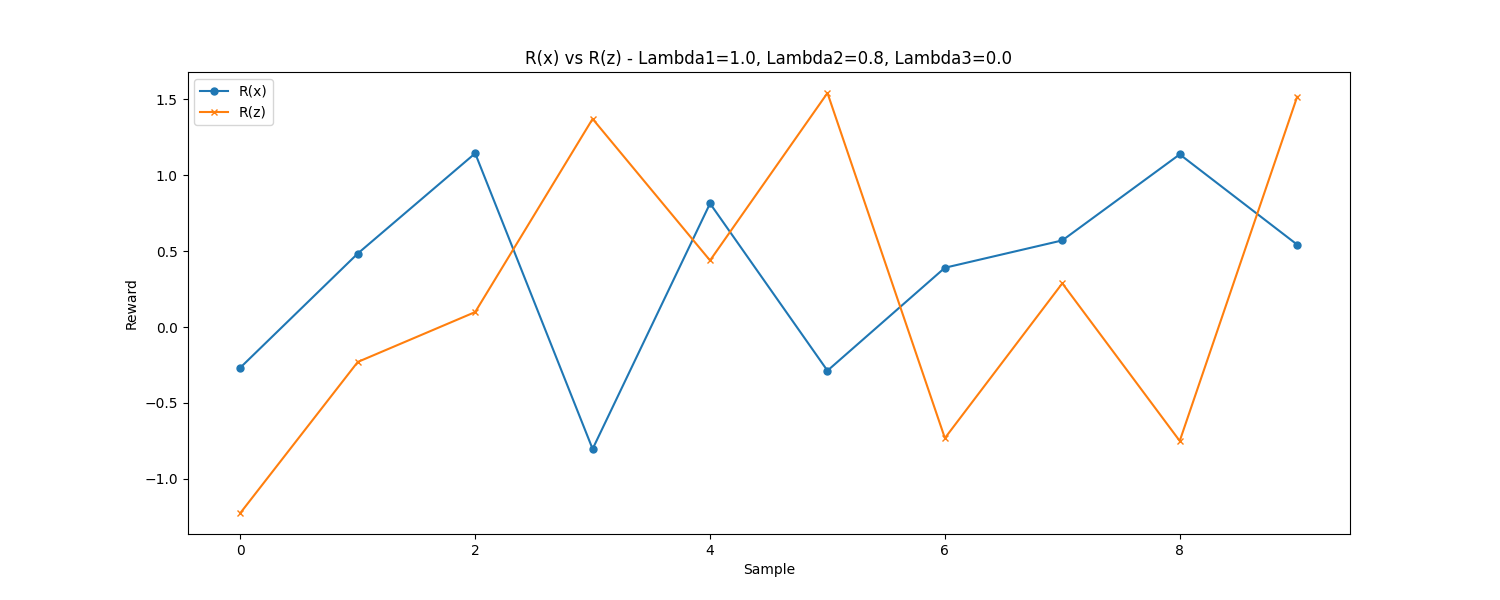 R(x) vs R(z) - Lambda1=1.0, Lambda2=0.8, Lambda3=0.0
R(x)
R(z)
1.5
1.0
0.5
0.0
−0.5
−1.0
Reward
0 2 4 6 8
Sample